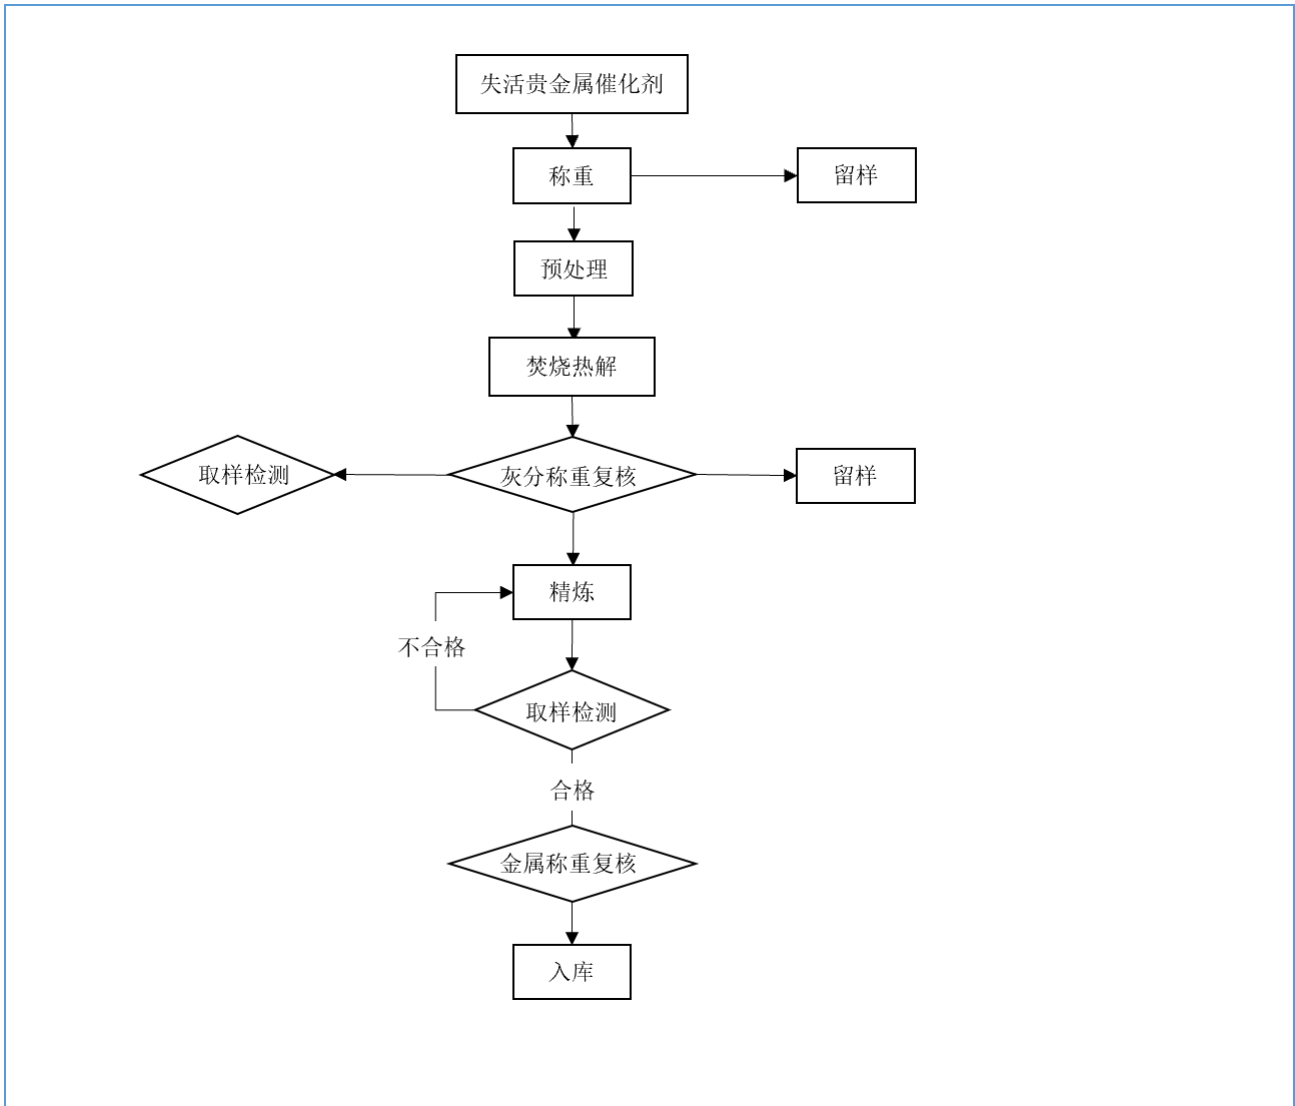 失活贵金属催化剂
称重
留样
预处理
焚烧热解
取样检测
灰分称重复核
留样
精炼
不合格
取样检测
合格
金属称重复核
入库